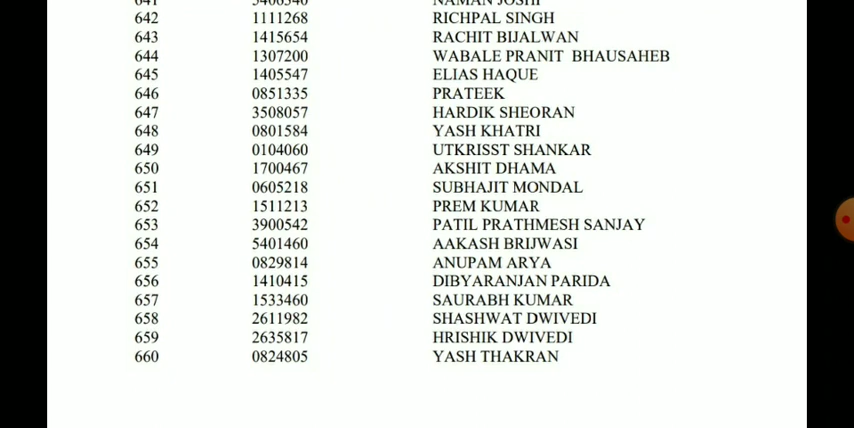 642 1111268 RICHPAL SINGH
643 1415654 RACHIT BIJALWAN
644 1307200 WABALE PRANIT BHAUSAHEB
645 1405547 ELIAS HAQUE
646 0851335 PRATEEK
647 3508057 HARDIK SHEORAN
648 0801584 YASH KHATRI
649 0104060 UTKRISST SHANKAR
650 1700467 AKSHIT DHAMA
651 0605218 SUBHAJIT MONDAL
652 1511213 PREM KUMAR
653 3900542 PATIL PRATHMESH SANJAY
654 5401460 AAKASH BRIJWASI
655 0829814 ANUPAM ARYA
656 1410415 DIBYARANJAN PARIDA
657 1533460 SAURABH KUMAR
658 2611982 SHASHWAT DWIVEDI
659 2635817 HRISHIK DWIVEDI
660 0824805 YASH THAKRAN